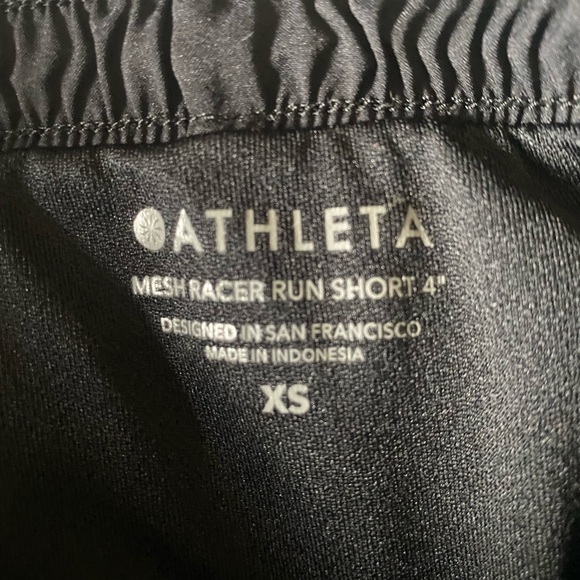 ATHLETA
MESH RACER RUN SHORT 4"
DESIGNED IN SAN FRANCISCO
MADE IN INDONESIA
XS